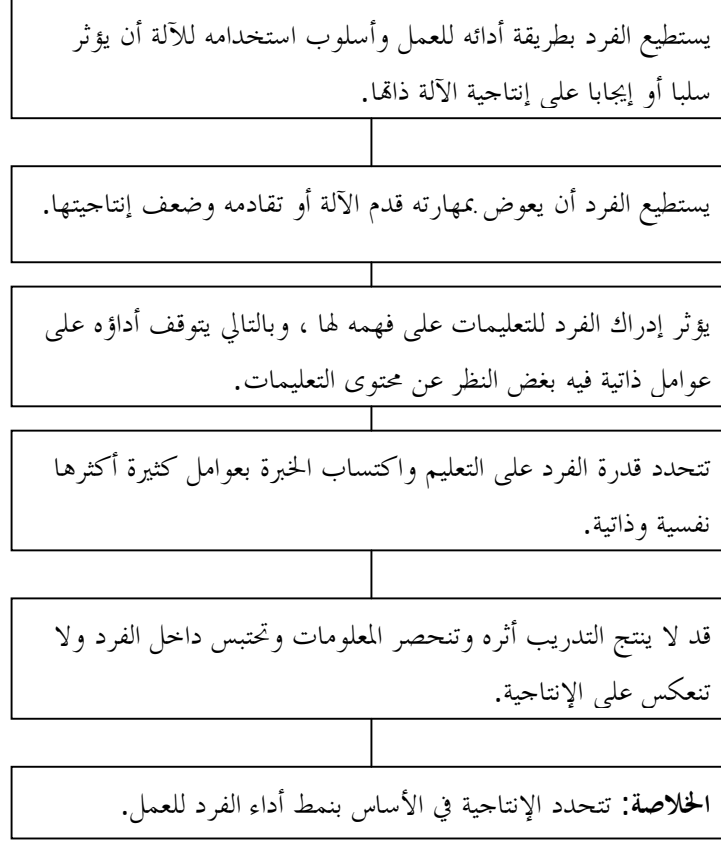 يستطيع الفرد بطريقة أدائه للعمل وأسلوب استخدامه للآلة أن يؤثر
سلبا أو إيجابا على إنتاجية الآلة ذاتها.
يستطيع الفرد أن يعوض بمهارته قدم الآلة أو تقادمه وضعف إنتاجيتها.
يؤثر إدراك الفرد للتعليمات على فهمه لها ، وبالتالي يتوقف أداؤه على
عوامل ذاتية فيه بغض النظر عن محتوى التعليمات.
تتحدد قدرة الفرد على التعليم واكتساب الخبرة بعوامل كثيرة أكثرها
نفسية وذاتية.
قد لا ينتج التدريب أثره وتنحصر المعلومات وتحتبس داخل الفرد ولا
تنعكس على الإنتاجية.
الخلاصة: تتحدد الإنتاجية في الأساس بنمط أداء الفرد للعمل.